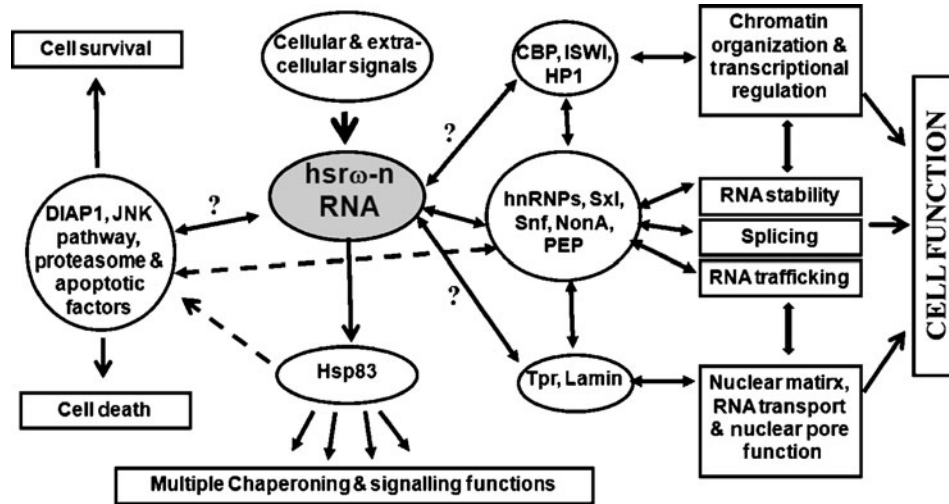 Cell survival
Cellular & extra-
cellular signals
CBP, ISWI,
HP1
Chromatin
organization &
transcriptional
regulation
?
hsrω-n
RNA
?
DIAP1, JNK
pathway,
proteasome &
apoptotic
factors
hnRNPs, Sxl,
Snf, NonA,
PEP
RNA stability
Splicing
RNA trafficking
CELL FUNCTION
?
Hsp83
Tpr, Lamin
Nuclear matirx,
RNA transport
& nuclear pore
function
Cell death
Multiple Chaperoning & signalling functions